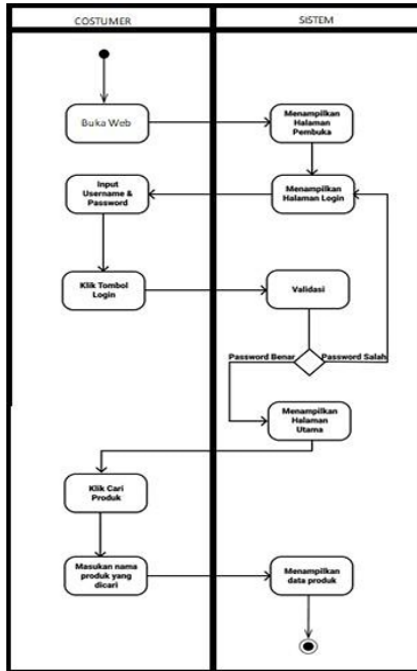 COSTUMER
SISTEM
Buka Web
Menampilkan
Halaman
Pembuka
Input
Username &
Password
Menampilkan
Halaman Login
Klik Tombol
Login
Validasi
Password Benar
Password Salah
Menampilkan
Halaman
Utama
Klik Cari
Produk
Masukan nama
produk yang
dicari
Menampilkan
data produk